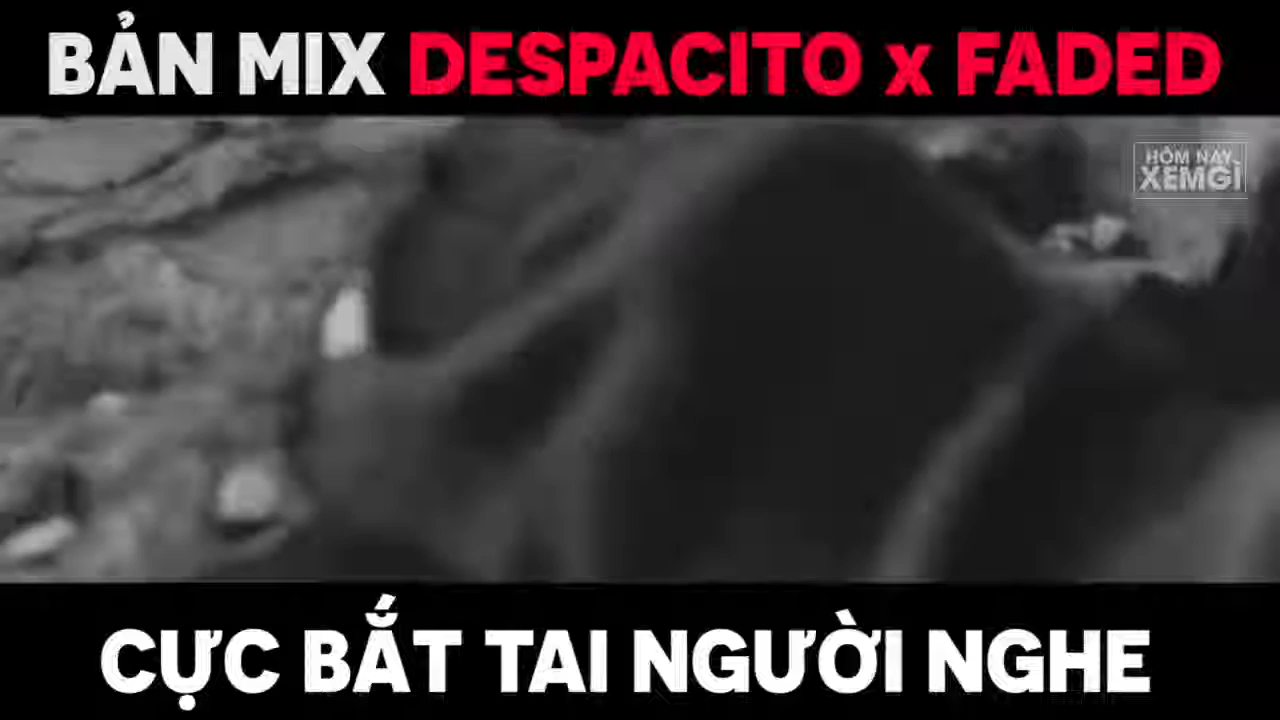 BẢN MIX DESPACITO x FADED
HÔM NAY
XEMGÌ
CỰC BẮT TAI NGƯỜI NGHE